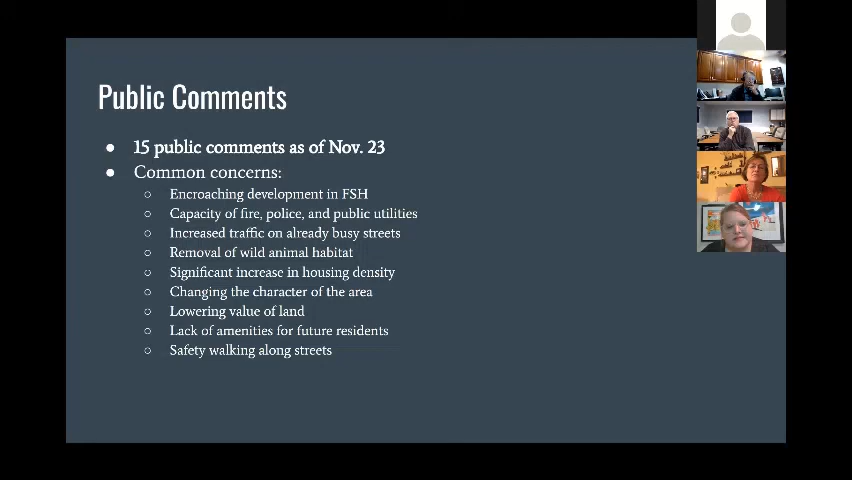 Public Comments
● 15 public comments as of Nov. 23
● Common concerns:
○ Encroaching development in FSH
○ Capacity of fire, police, and public utilities
○ Increased traffic on already busy streets
○ Removal of wild animal habitat
○ Significant increase in housing density
○ Changing the character of the area
○ Lowering value of land
○ Lack of amenities for future residents
○ Safety walking along streets